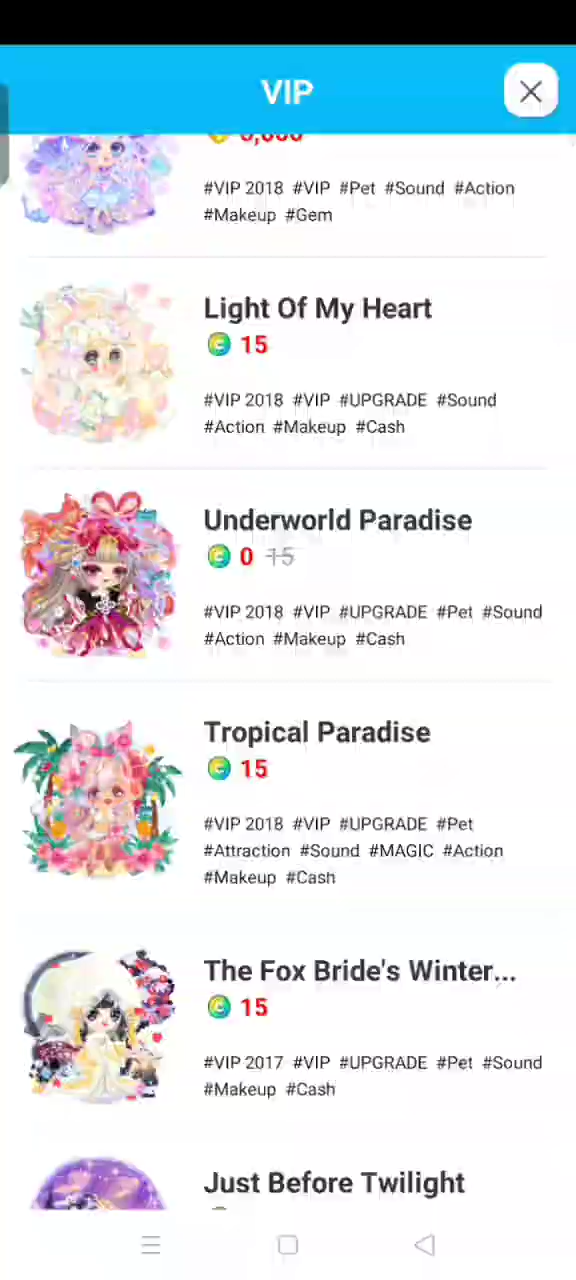 VIP
#VIP 2018 #VIP #Pet #Sound #Action
#Makeup #Gem
Light Of My Heart
15
#VIP 2018 #VIP #UPGRADE #Sound
#Action #Makeup #Cash
Underworld Paradise
0 15
#VIP 2018 #VIP #UPGRADE #Pet #Sound
#Action #Makeup #Cash
Tropical Paradise
15
#VIP 2018 #VIP #UPGRADE #Pet
#Attraction #Sound #MAGIC #Action
#Makeup #Cash
The Fox Bride's Winter...
15
#VIP 2017 #VIP #UPGRADE #Pet #Sound
#Makeup #Cash
Just Before Twilight